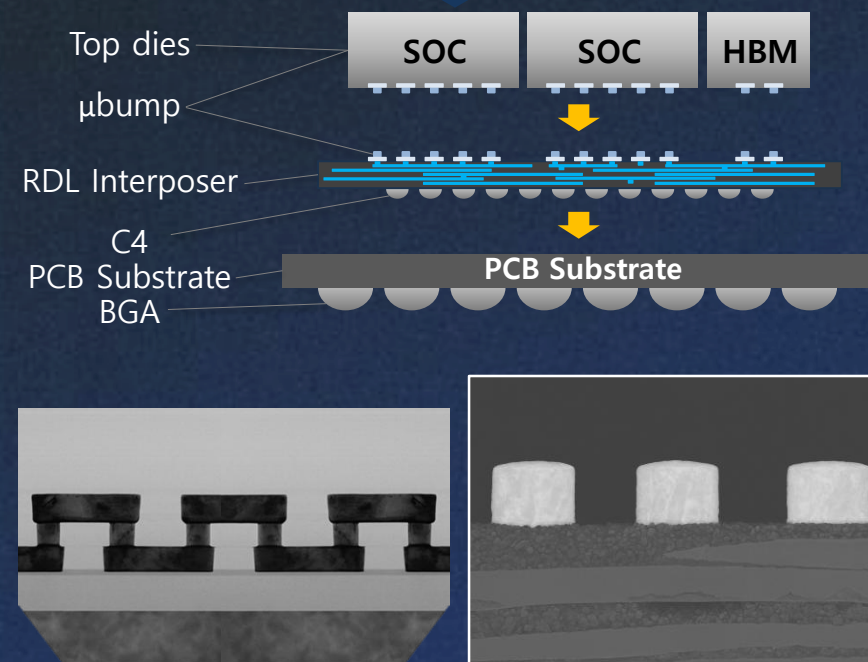 Top dies
SOC SOC HBM
μbump
RDL Interposer
C4
PCB Substrate
PCB Substrate
BGA